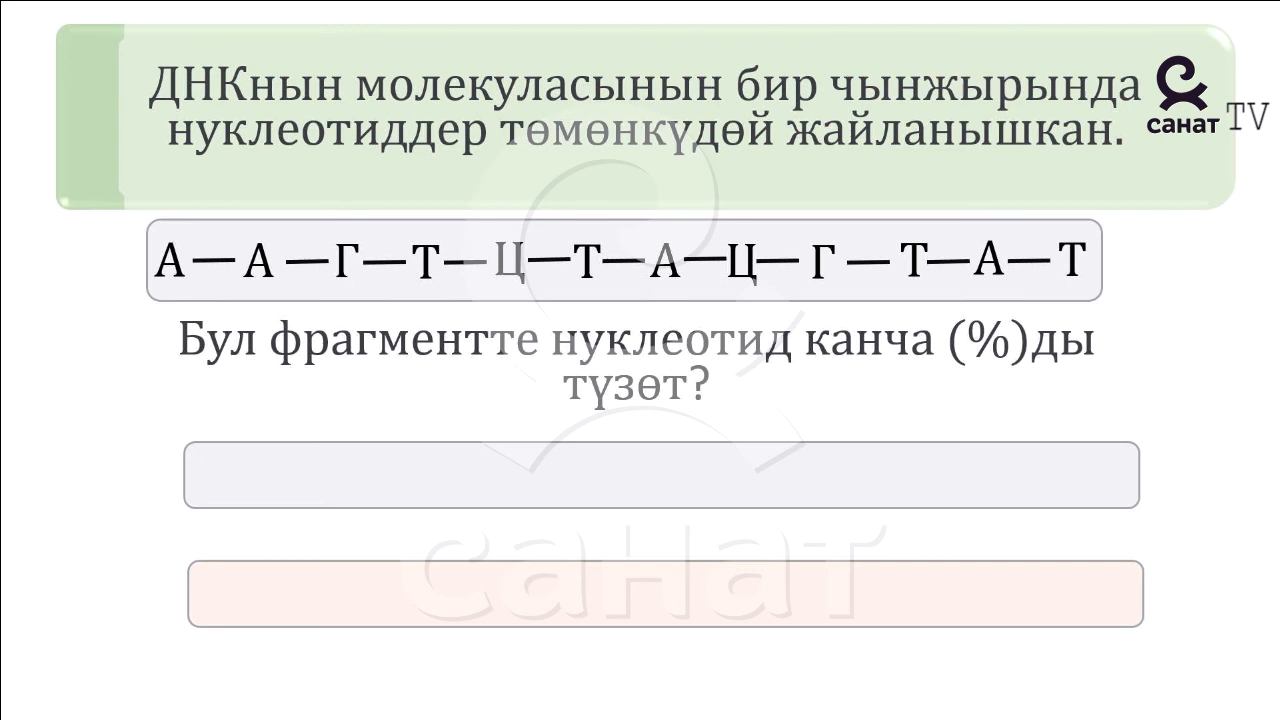 ДНКнын молекуласынын бир чынжырында
нуклеотиддер төмөнкүдөй жайланышкан.
санат TV
А — А — Г — Т — Ц — Т — А — Ц — Г — Т — А — Т
Бул фрагментте нуклеотид канча (%)ды
түзөт?
санат